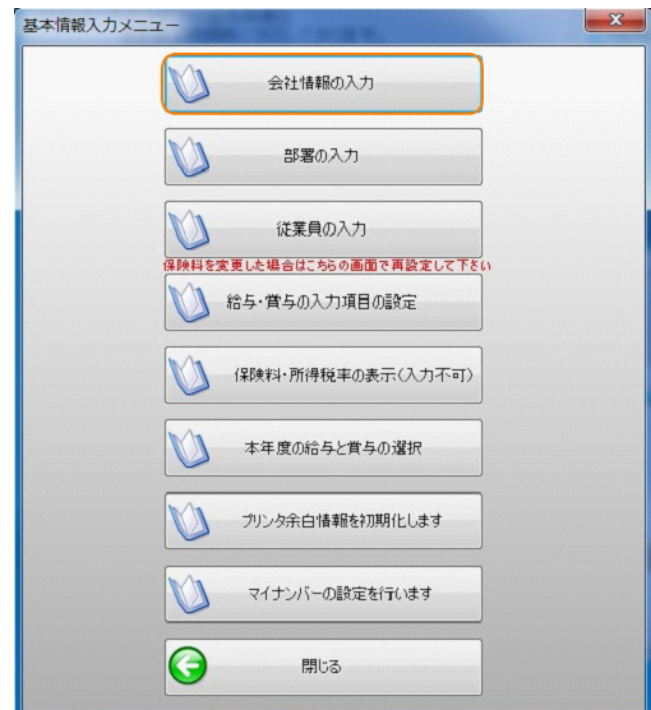 基本情報入力メニュー
会社情報の入力
部署の入力
従業員の入力
保険料を変更した場合はこちらの画面で再設定して下さい
給与・賞与の入力項目の設定
保険料・所得税率の表示(入力不可)
本年度の給与と賞与の選択
プリンタ余白情報を初期化します
マイナンバーの設定を行います
閉じる